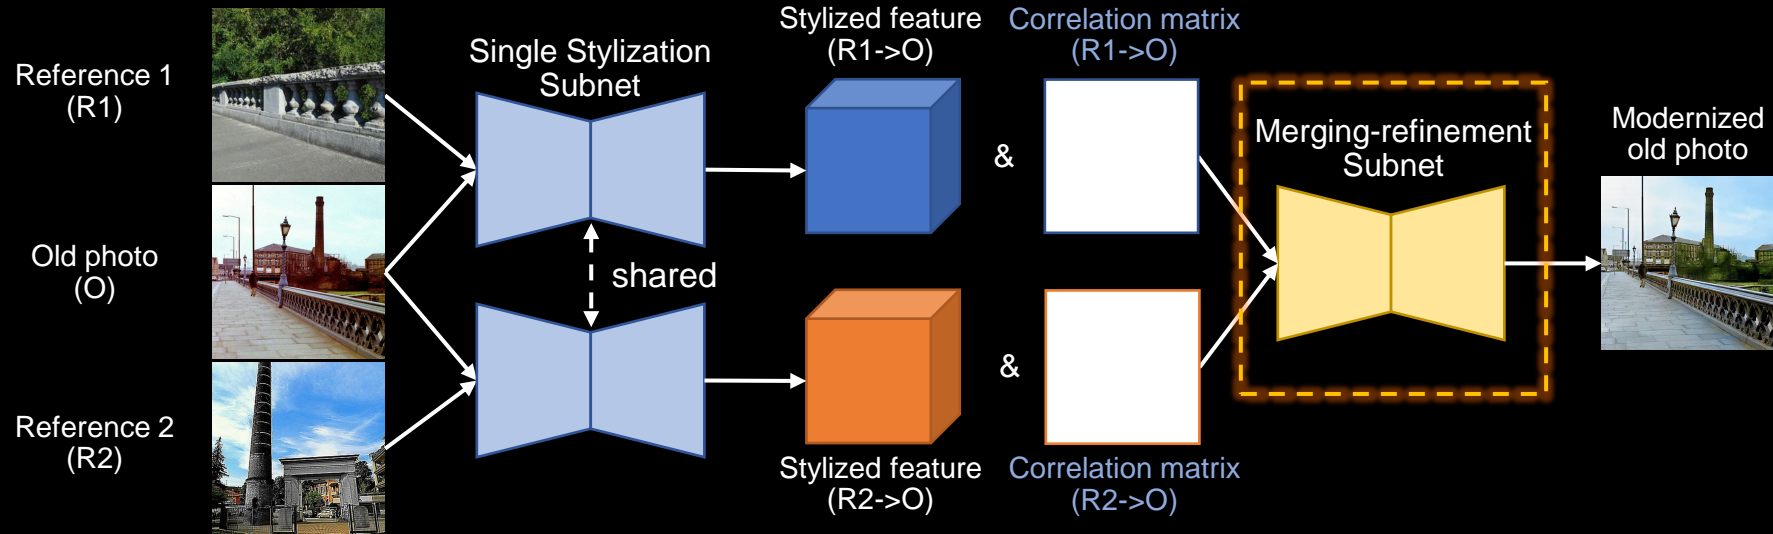 Reference 1
(R1)
Old photo
(O)
Reference 2
(R2)
Single Stylization
Subnet
shared
Stylized feature
(R1->O)
Correlation matrix
(R1->O)
&
&
Stylized feature
(R2->O)
Correlation matrix
(R2->O)
Merging-refinement
Subnet
Modernized
old photo